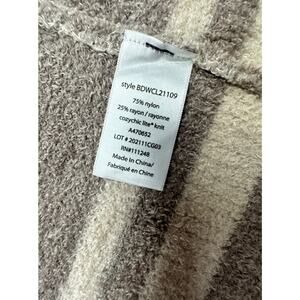 style BDWCL21109
75% nylon
25% rayon / rayonne
cozychic lite® knit
A470652
LOT # 202111CG03
RN#111248
Made in China/
Fabriqué en Chine